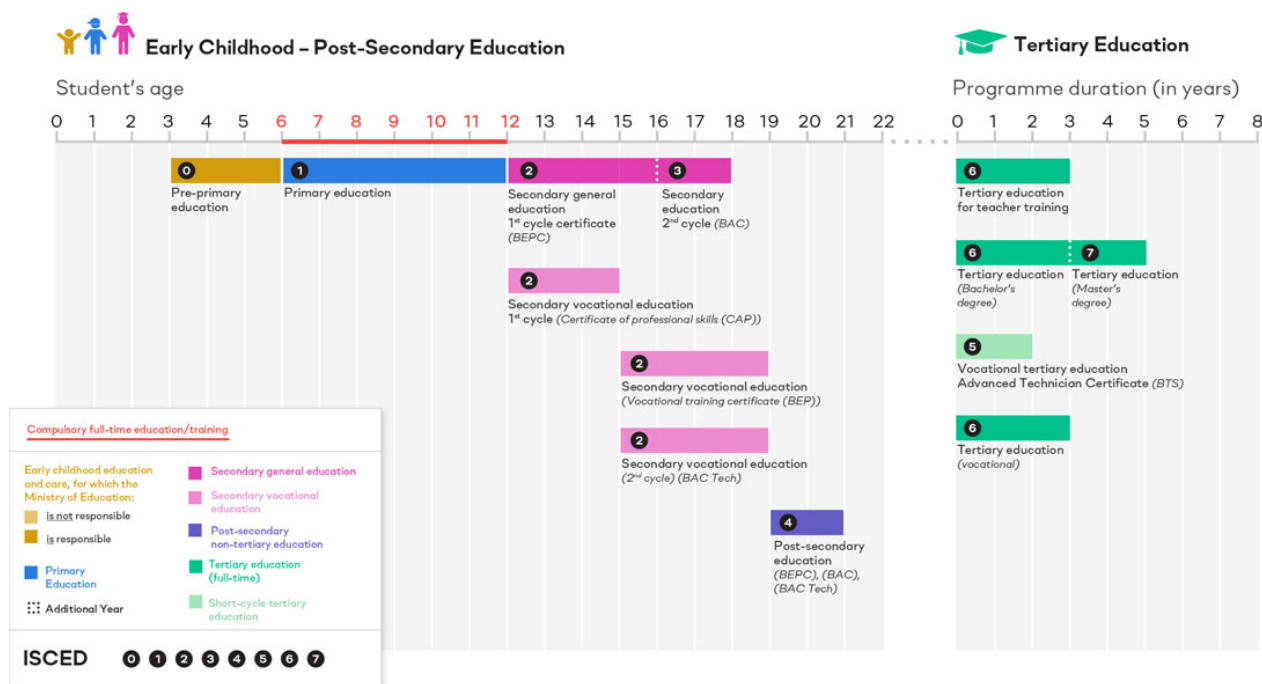 Early Childhood – Post-Secondary Education
Tertiary Education
Student's age
Programme duration (in years)
0 1 2 3 4 5 6 7 8 9 10 11 12 13 14 15 16 17 18 19 20 21 22
0 1 2 3 4 5 6 7 8
0
Pre-primary
education
1
Primary education
2
Secondary general
education
1st cycle certificate
(BEPC)
3
Secondary
education
2nd cycle (BAC)
2
Secondary vocational education
1st cycle (Certificate of professional skills (CAP))
2
Secondary vocational education
(Vocational training certificate (BEP))
2
Secondary vocational education
(2nd cycle) (BAC Tech)
4
Post-secondary
education
(BEPC), (BAC),
(BAC Tech)
6
Tertiary education
for teacher training
6
Tertiary education
(Bachelor's
degree)
7
Tertiary education
(Master's
degree)
5
Vocational tertiary education
Advanced Technician Certificate (BTS)
6
Tertiary education
(vocational)
Compulsory full-time education/training
Early childhood education
and care, for which the
Ministry of Education:
is not responsible
is responsible
Primary
Education
Additional Year
Secondary general education
Secondary vocational
education
Post-secondary
non-tertiary education
Tertiary education
(full-time)
Short-cycle tertiary
education
ISCED 0 1 2 3 4 5 6 7